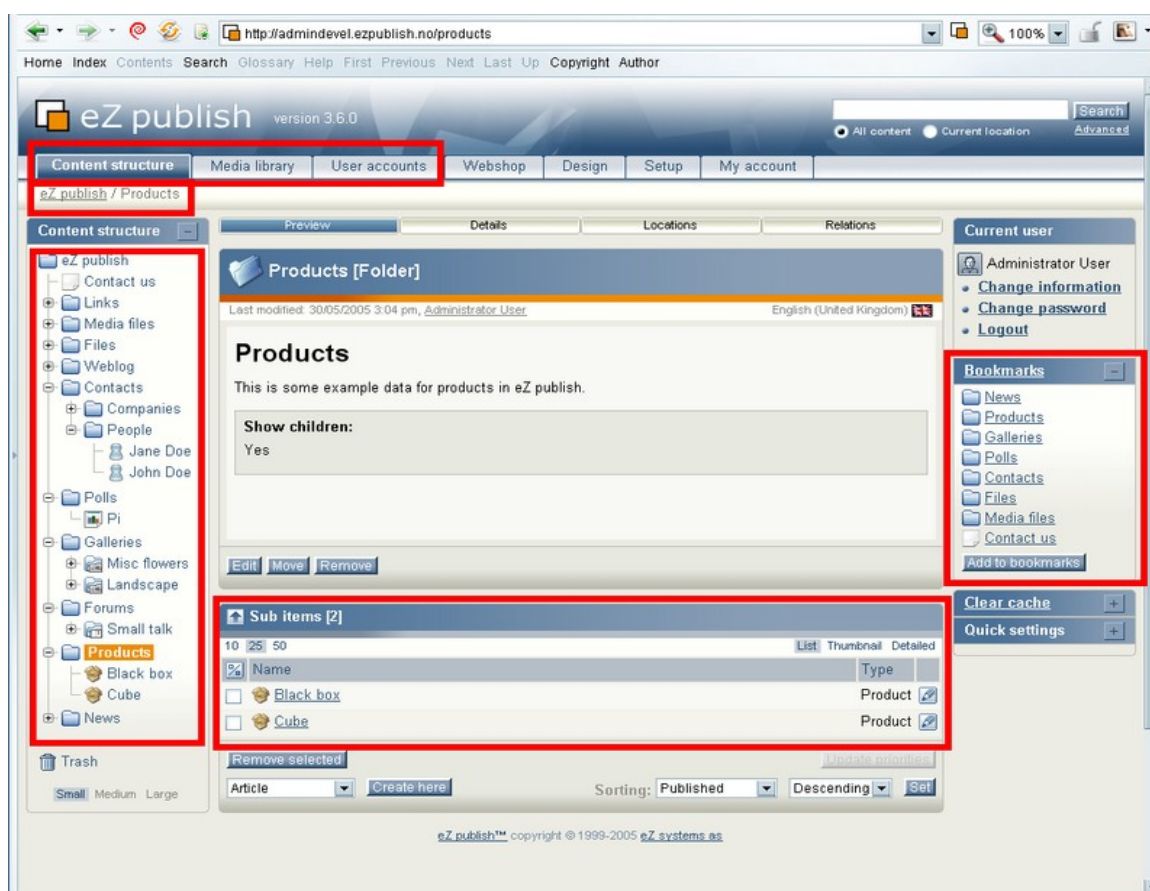 http://admindevel.ezpublish.no/products 100%
Home Index Contents Search Glossary Help First Previous Next Last Up Copyright Author
eZ publish version 3.6.0
Search
All content Current location Advanced
Content structure Media library User accounts Webshop Design Setup My account
eZ publish / Products
Content structure
eZ publish
Contact us
Links
Media files
Files
Weblog
Contacts
Companies
People
Jane Doe
John Doe
Polls
Pi
Galleries
Misc flowers
Landscape
Forums
Small talk
Products
Black box
Cube
News
Trash
Small Medium Large
Preview Details Locations Relations
Products [Folder]
Last modified: 30/05/2005 3:04 pm, Administrator User English (United Kingdom)
Products
This is some example data for products in eZ publish.
Show children:
Yes
Edit Move Remove
Sub items [2]
10 25 50 List Thumbnail Detailed
Name Type
Black box Product
Cube Product
Remove selected Update priorities
Article Create here Sorting: Published Descending Set
Current user
Administrator User
Change information
Change password
Logout
Bookmarks
News
Products
Galleries
Polls
Contacts
Files
Media files
Contact us
Add to bookmarks
Clear cache
Quick settings
eZ publish™ copyright © 1999-2005 eZ systems as